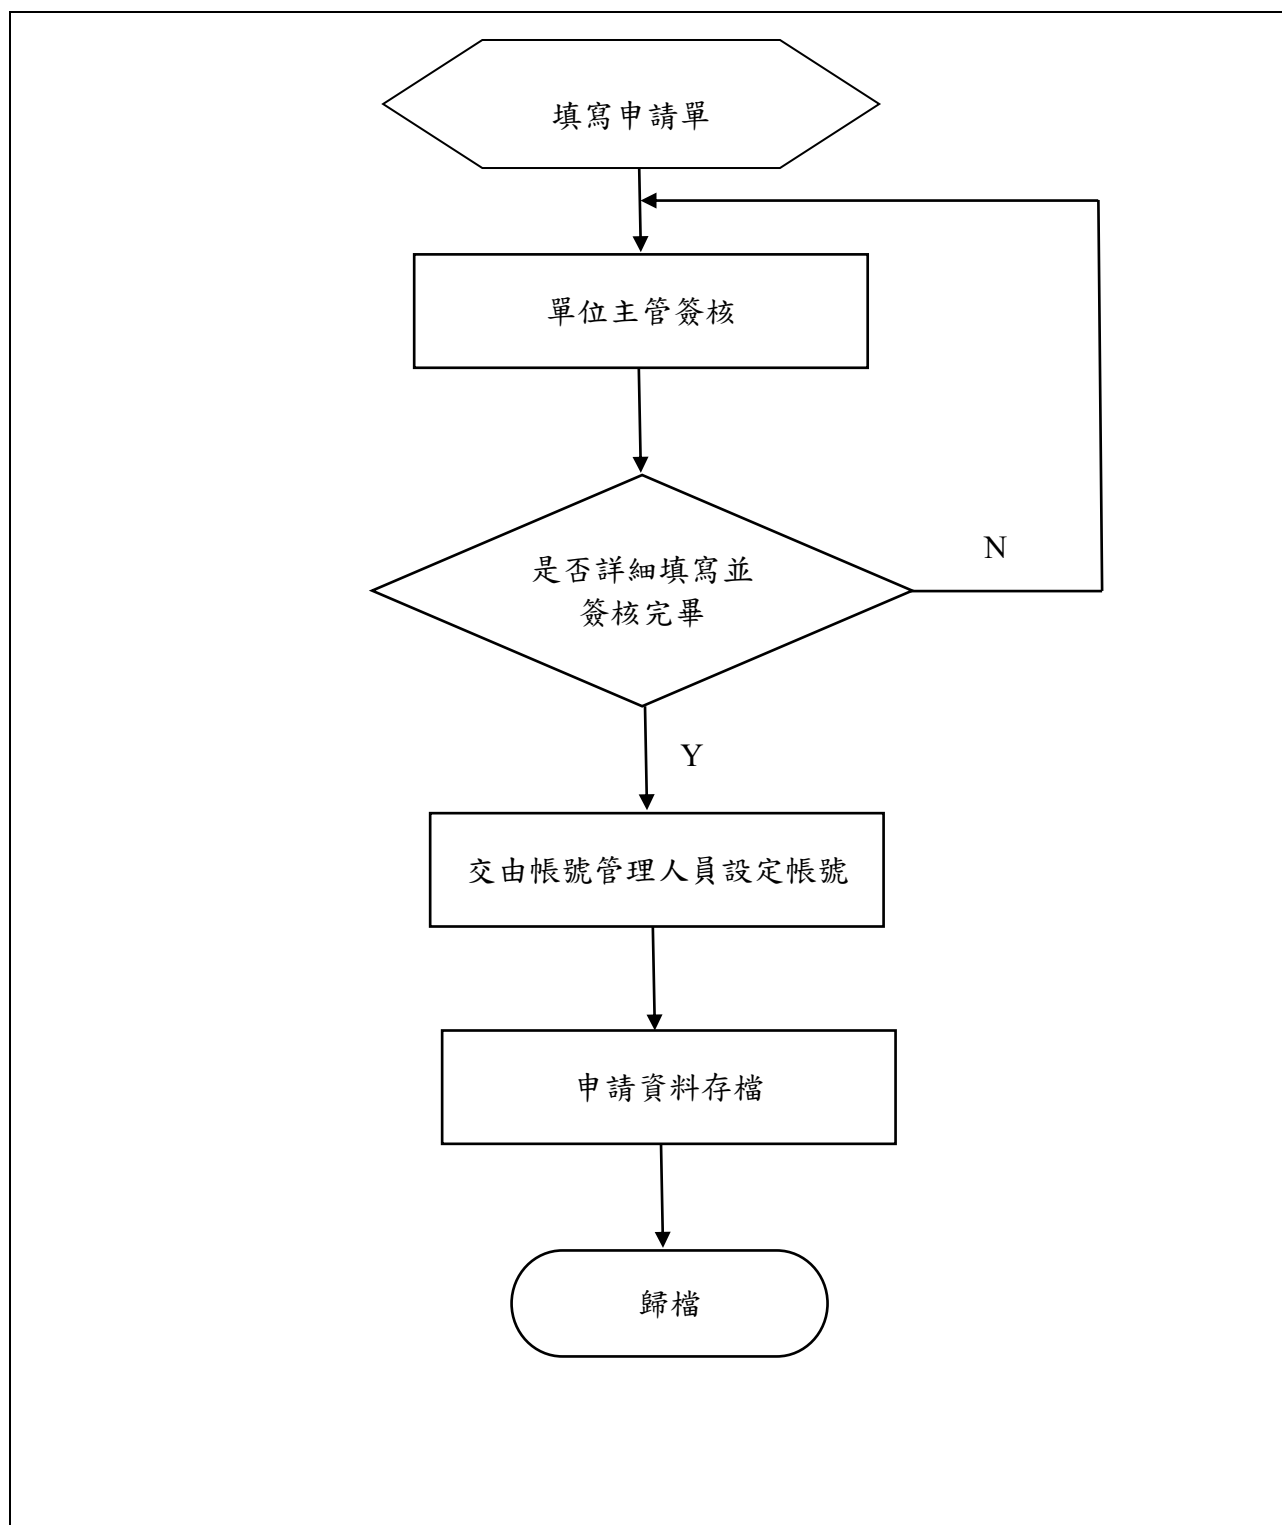 填寫申請單
單位主管簽核
是否詳細填寫並
簽核完畢
N
Y
交由帳號管理人員設定帳號
申請資料存檔
歸檔